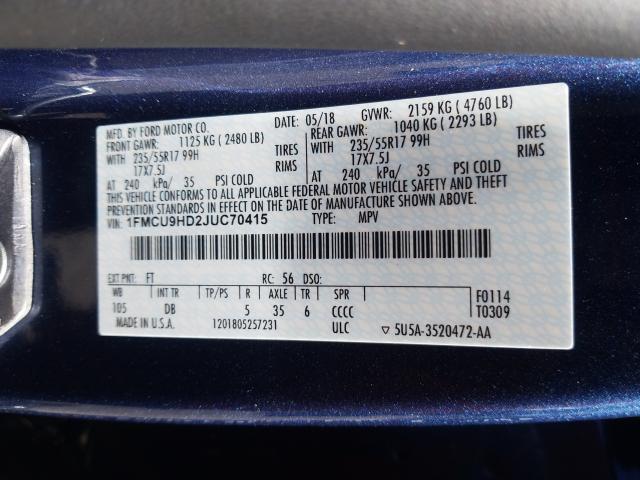 MFD. BY FORD MOTOR CO.
DATE: 05/18 GVWR: 2159 KG ( 4760 LB)
FRONT GAWR: 1125 KG ( 2480 LB)
REAR GAWR: 1040 KG ( 2293 LB)
WITH 235/55R17 99H TIRES
WITH 235/55R17 99H TIRES
17X7.5J RIMS
17X7.5J RIMS
AT 240 kPa/ 35 PSI COLD
AT 240 kPa/ 35 PSI COLD
THIS VEHICLE CONFORMS TO ALL APPLICABLE FEDERAL MOTOR VEHICLE SAFETY AND THEFT
PREVENTION STANDARDS IN EFFECT ON THE DATE OF MANUFACTURE SHOWN ABOVE.
VIN: 1FMCU9HD2JUC70415 TYPE: MPV
EXT PNT: FT RC: 56 DSO:
WB INT TR TP/PS R AXLE TR SPR F0114
105 DB 5 35 6 CCCC T0309
MADE IN U.S.A. 1201805257231 ULC ▽ 5U5A-3520472-AA